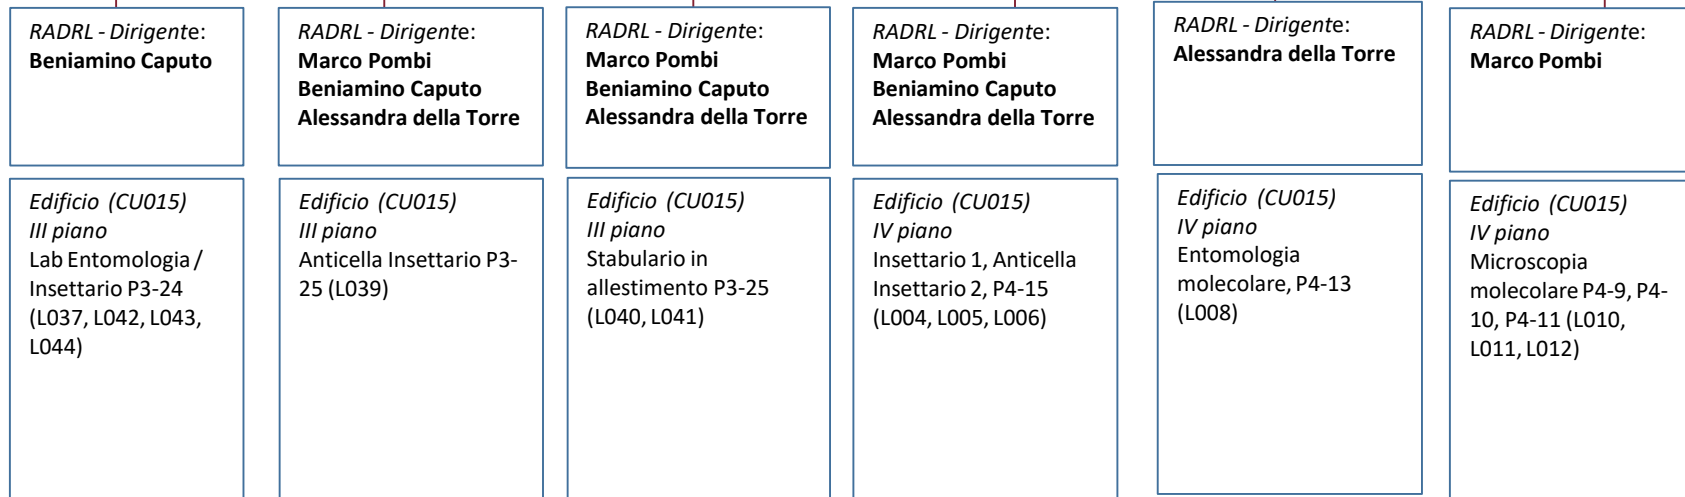 RADRL - Dirigente:
Beniamino Caputo
RADRL - Dirigente:
Marco Pombi
Beniamino Caputo
Alessandra della Torre
RADRL - Dirigente:
Marco Pombi
Beniamino Caputo
Alessandra della Torre
RADRL - Dirigente:
Marco Pombi
Beniamino Caputo
Alessandra della Torre
RADRL - Dirigente:
Alessandra della Torre
RADRL - Dirigente:
Marco Pombi
Edificio (CU015)
III piano
Lab Entomologia /
Insettario P3-24
(L037, L042, L043,
L044)
Edificio (CU015)
III piano
Anticella Insettario P3-
25 (L039)
Edificio (CU015)
III piano
Stabulario in
allestimento P3-25
(L040, L041)
Edificio (CU015)
IV piano
Insettario 1, Anticella
Insettario 2, P4-15
(L004, L005, L006)
Edificio (CU015)
IV piano
Entomologia
molecolare, P4-13
(L008)
Edificio (CU015)
IV piano
Microscopia
molecolare P4-9, P4-
10, P4-11 (L010,
L011, L012)